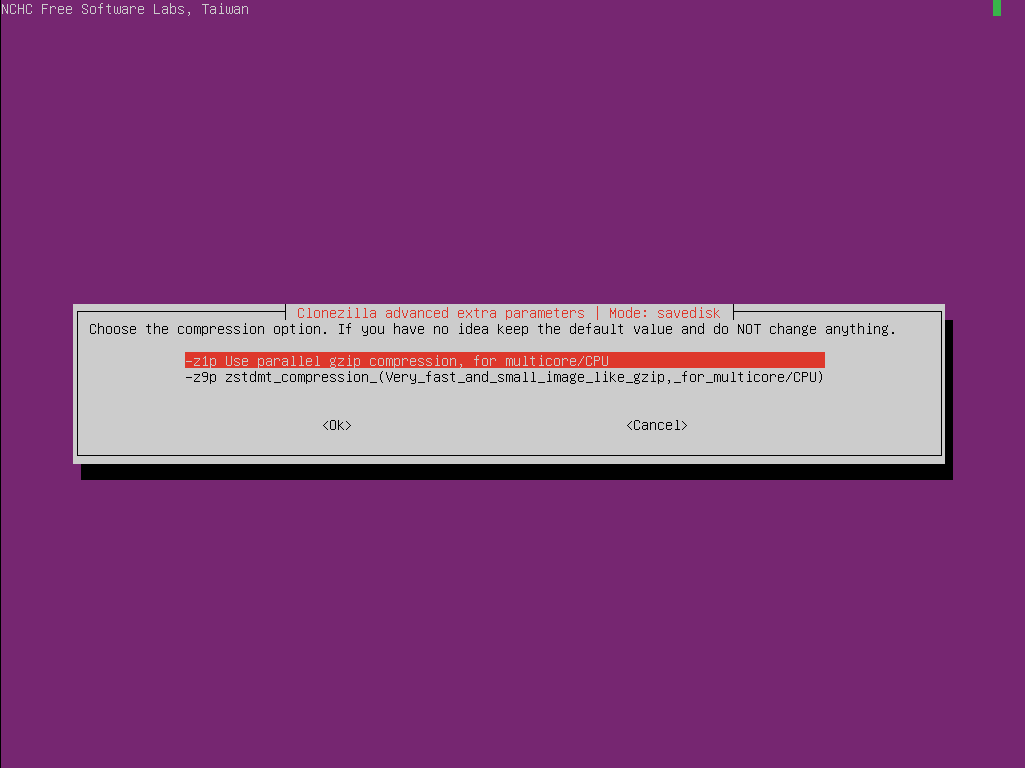 NCHC Free Software Labs, Taiwan
Clonezilla advanced extra parameters | Mode: savedisk
Choose the compression option. If you have no idea keep the default value and do NOT change anything.
-z1p Use parallel gzip compression, for multicore/CPU
-z9p zstdmt_compression_(Very_fast_and_small_image_like_gzip,_for_multicore/CPU)
<Ok> <Cancel>